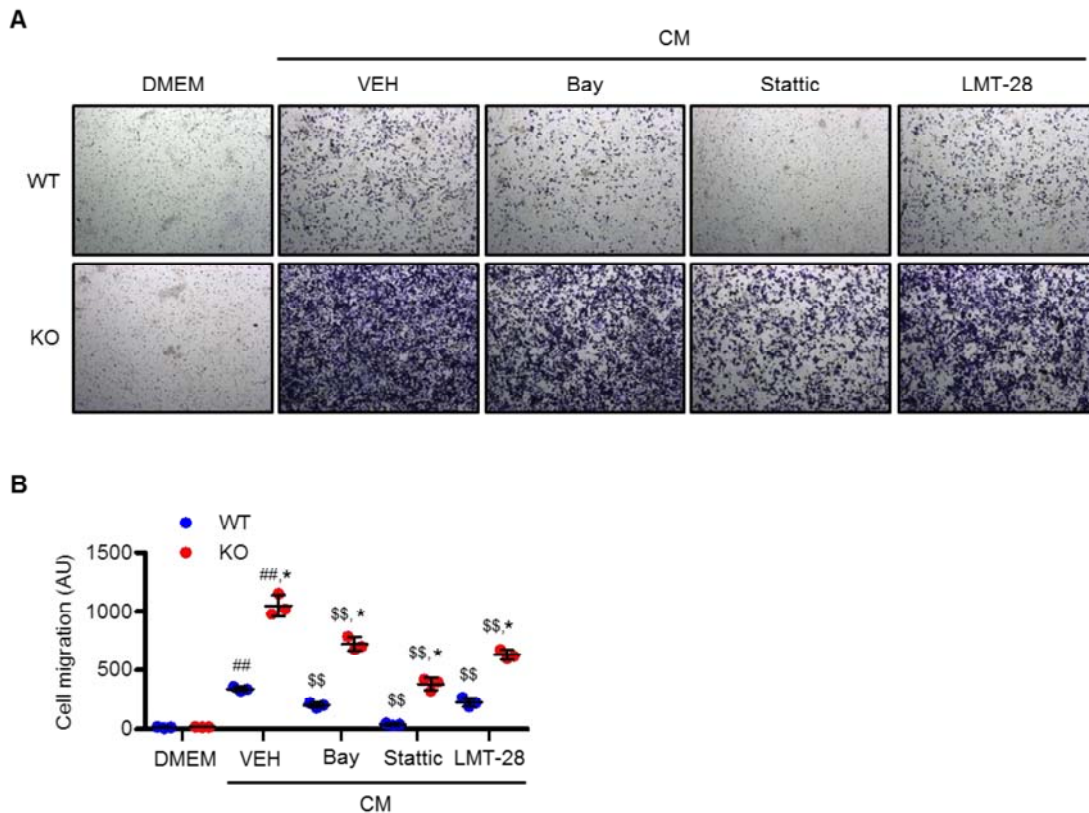 A
CM
DMEM VEH Bay Stattic LMT-28
WT
KO
B
WT
KO
Cell migration (AU)
1500
1000
500
0
##,*
##
$$,*
$$
$$,*
$$
$$,*
$$
DMEM VEH Bay Stattic LMT-28
CM